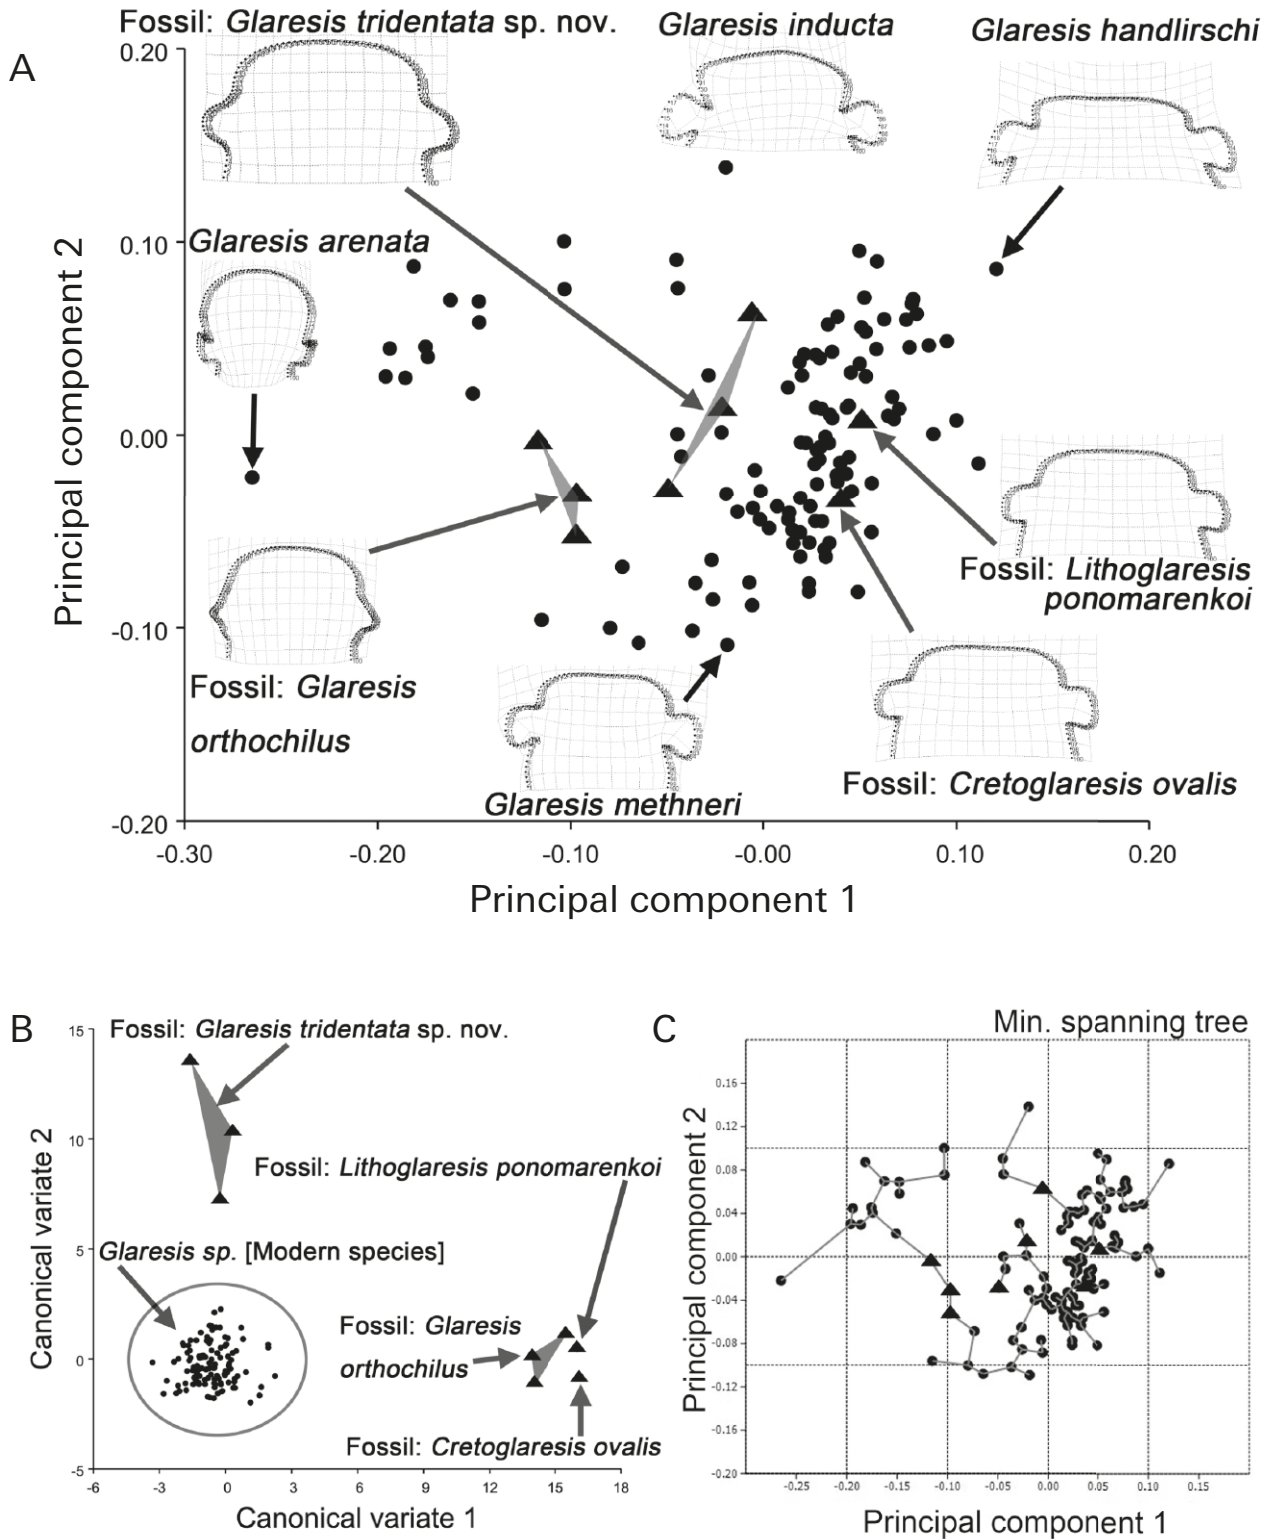 Fossil: Glaresis tridentata sp. nov.
Glaresis inducta
Glaresis handlirschi
A
0.20
Principal component 2
0.10
Glaresis arenata
0.00
Fossil: Lithoglaresis
ponomarenkoi
-0.10
Fossil: Glaresis
orthochilus
Glaresis methneri
Fossil: Cretoglaresis ovalis
-0.20
-0.30 -0.20 -0.10 -0.00 0.10 0.20
Principal component 1
B
15
Fossil: Glaresis tridentata sp. nov.
Canonical variate 2
10
Fossil: Lithoglaresis ponomarenkoi
5
Glaresis sp. [Modern species]
Fossil: Glaresis
orthochilus
0
Fossil: Cretoglaresis ovalis
-5
-6 -3 0 3 6 9 12 15 18
Canonical variate 1
C
Min. spanning tree
Principal component 2
0.16
0.12
0.08
0.04
0.00
-0.04
-0.08
-0.12
-0.16
-0.20
-0.25 -0.20 -0.15 -0.10 -0.05 0.00 0.05 0.10 0.15
Principal component 1